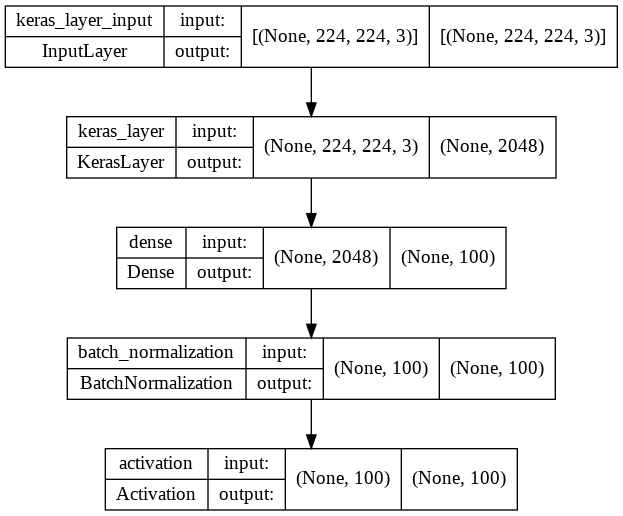 keras_layer_input input: [(None, 224, 224, 3)] [(None, 224, 224, 3)]
InputLayer output:
keras_layer input: (None, 224, 224, 3) (None, 2048)
KerasLayer output:
dense input: (None, 2048) (None, 100)
Dense output:
batch_normalization input: (None, 100) (None, 100)
BatchNormalization output:
activation input: (None, 100) (None, 100)
Activation output: